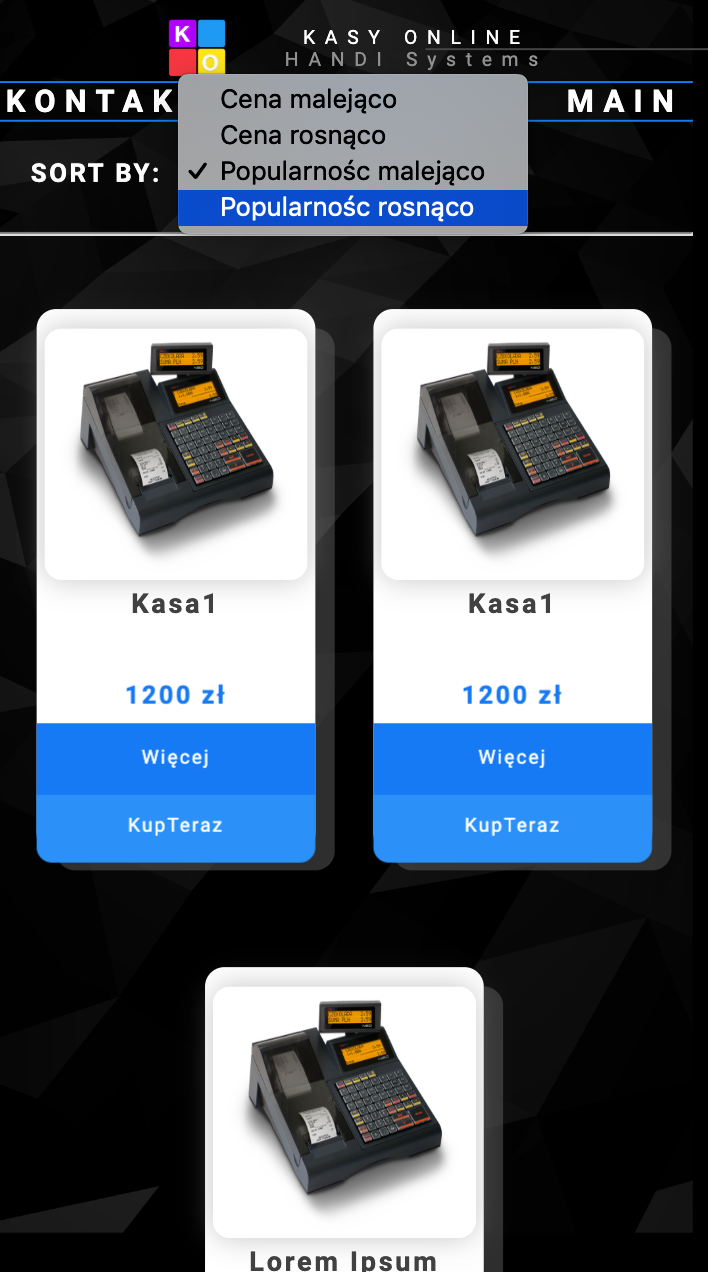 K
O
KASY ONLINE
HANDI Systems
KONTAK
MAIN
SORT BY:
Cena malejąco
Cena rosnąco
✓ Popularnośc malejąco
Popularnośc rosnąco
Kasa1
1200 zł
Więcej
KupTeraz
Kasa1
1200 zł
Więcej
KupTeraz
Lorem Ipsum